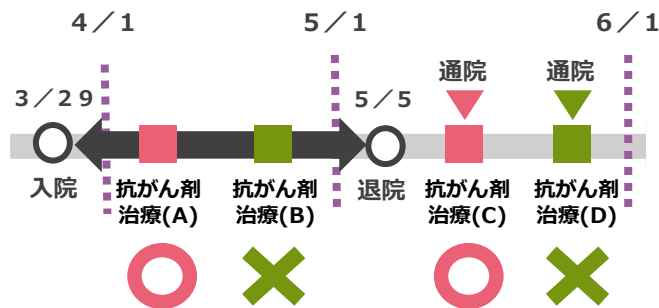 4／1
5／1
6／1
通院
通院
3／29
5／5
入院
抗がん剤
治療(A)
抗がん剤
治療(B)
退院
抗がん剤
治療(C)
抗がん剤
治療(D)